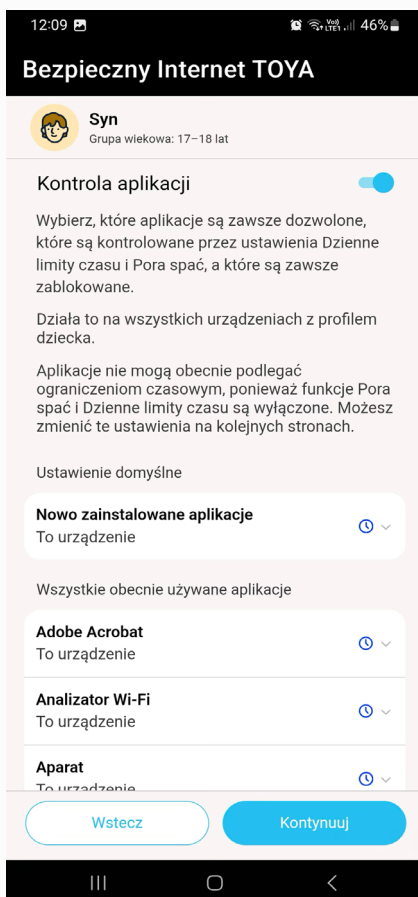 12:09
Vo))
LTE1
46%
Bezpieczny Internet TOYA
Syn
Grupa wiekowa: 17–18 lat
Kontrola aplikacji
Wybierz, które aplikacje są zawsze dozwolone,
które są kontrolowane przez ustawienia Dzienne
limity czasu i Pora spać, a które są zawsze
zablokowane.
Działa to na wszystkich urządzeniach z profilem
dziecka.
Aplikacje nie mogą obecnie podlegać
ograniczeniom czasowym, ponieważ funkcje Pora
spać i Dzienne limity czasu są wyłączone. Możesz
zmienić te ustawienia na kolejnych stronach.
Ustawienie domyślne
Nowo zainstalowane aplikacje
To urządzenie
Wszystkie obecnie używane aplikacje
Adobe Acrobat
To urządzenie
Analizator Wi-Fi
To urządzenie
Aparat
To urządzenie
Wstecz
Kontynuuj